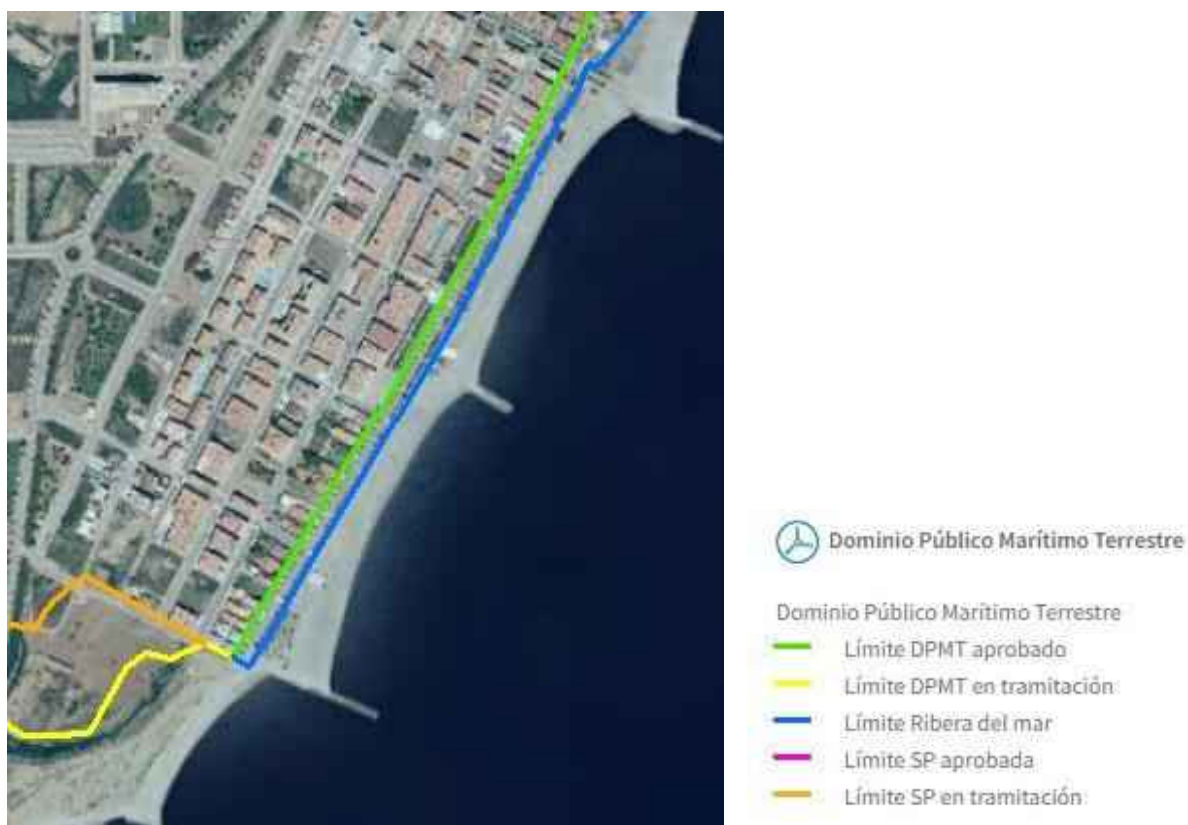 Dominio Público Marítimo Terrestre
Dominio Público Marítimo Terrestre
Límite DPMT aprobado
Límite DPMT en tramitación
Límite Ribera del mar
Límite SP aprobada
Límite SP en tramitación